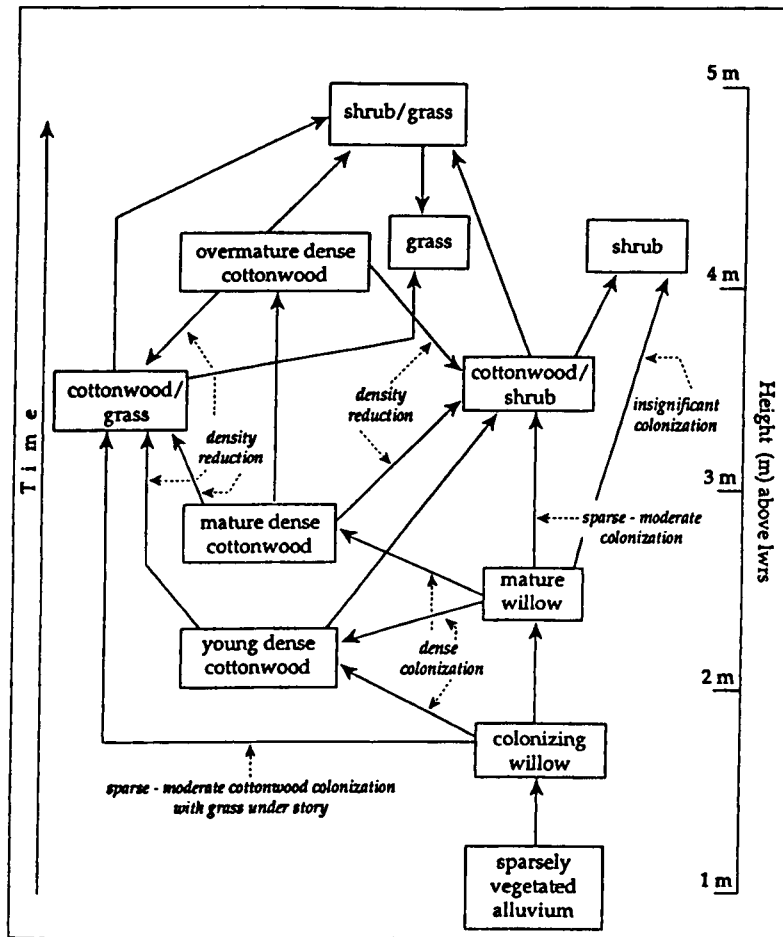 5 m
shrub/grass
grass
shrub
overmature dense
cottonwood
4 m
cottonwood/
grass
density
reduction
cottonwood/
shrub
insignificant
colonization
density
reduction
Time
Height (m) above lwrs
3 m
mature dense
cottonwood
sparse - moderate
colonization
mature
willow
young dense
cottonwood
dense
colonization
2 m
colonizing
willow
sparse - moderate cottonwood colonization
with grass under story
sparsely
vegetated
alluvium
1 m